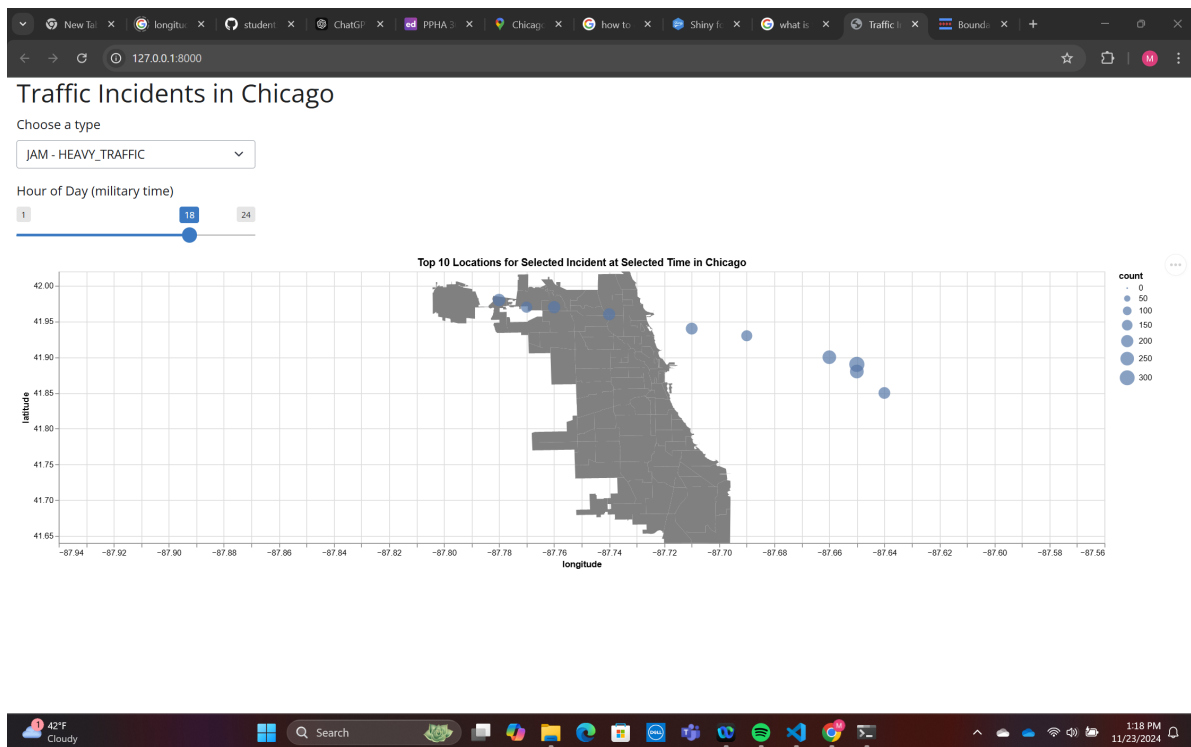 New Tal
longitu
student
ChatGP
ed PPHA 3
Chicago
how to
Shiny fo
what is
Traffic I
Bounda
127.0.0.1:8000
M
Traffic Incidents in Chicago
Choose a type
JAM - HEAVY_TRAFFIC
Hour of Day (military time)
1 18 24
Top 10 Locations for Selected Incident at Selected Time in Chicago
count
0
50
100
150
200
250
300
latitude
42.00
41.95
41.90
41.85
41.80
41.75
41.70
41.65
−87.94 −87.92 −87.90 −87.88 −87.86 −87.84 −87.82 −87.80 −87.78 −87.76 −87.74 −87.72 −87.70 −87.68 −87.66 −87.64 −87.62 −87.60 −87.58 −87.56
longitude
1
42°F
Cloudy
Search
DELL
M
1:18 PM
11/23/2024